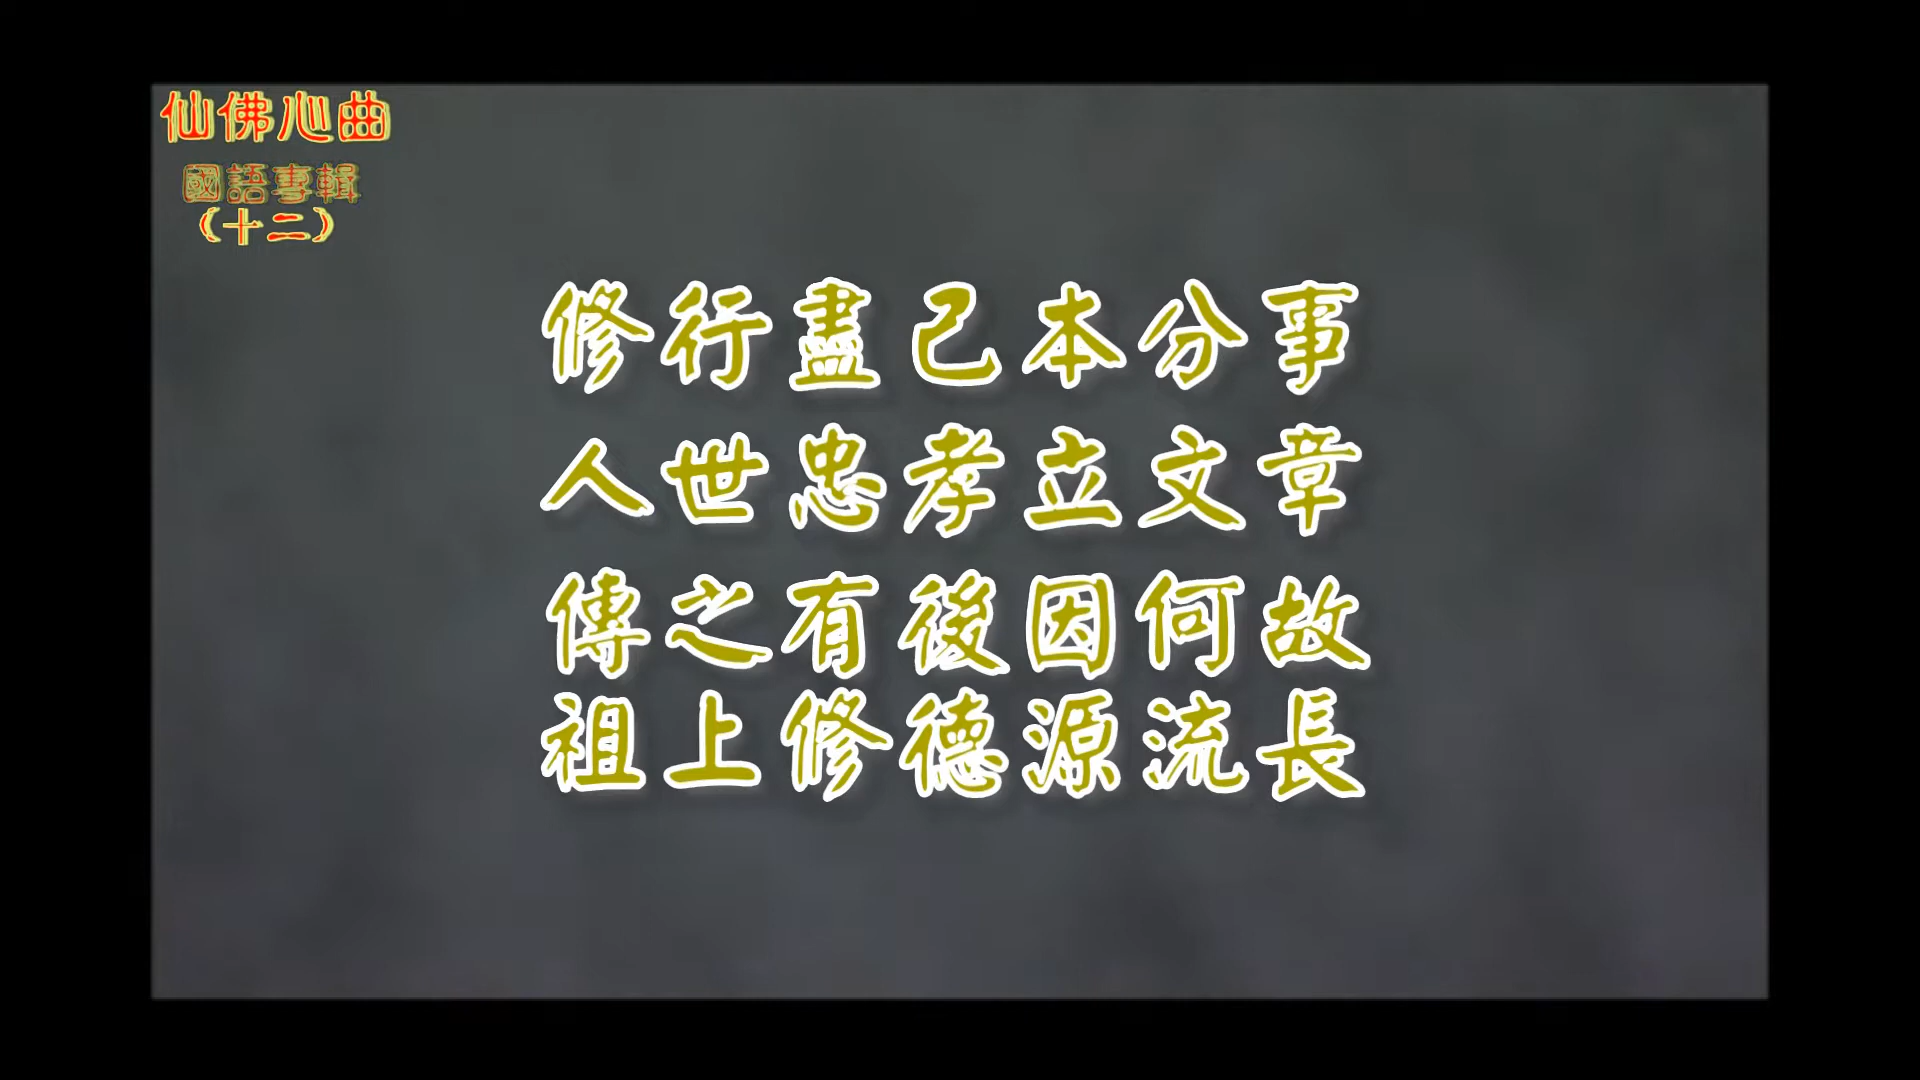 仙佛心曲
國語專輯
（十二）
修行盡己本分事
人世忠孝立文章
傳之有後因何故
祖上修德源流長